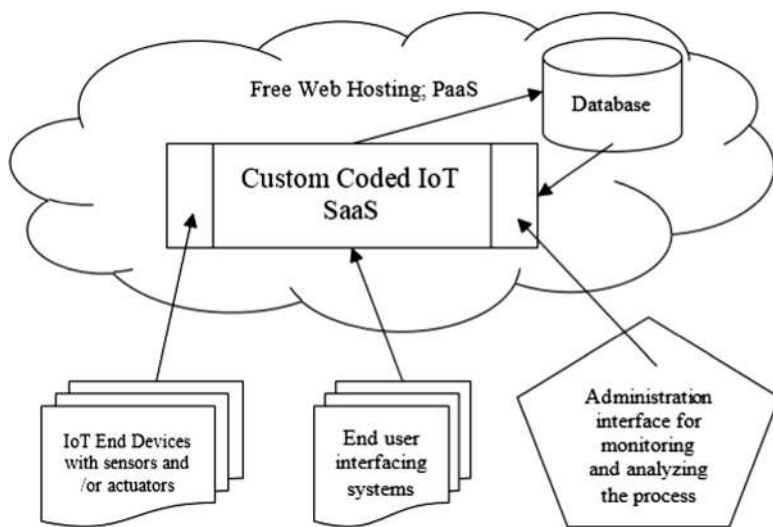 Free Web Hosting; PaaS
Database
Custom Coded IoT
SaaS
IoT End Devices
with sensors and
/or actuators
End user
interfacing
systems
Administration
interface for
monitoring
and analyzing
the process